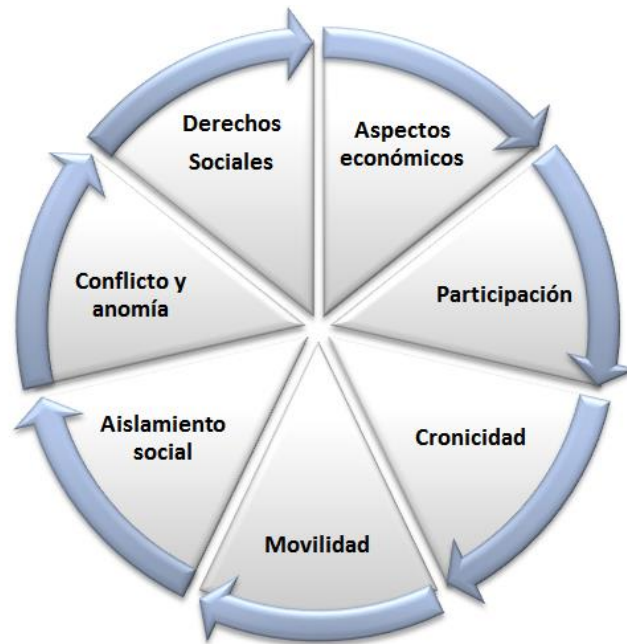 Derechos
Sociales
Aspectos
económicos
Participación
Cronicidad
Movilidad
Aislamiento
social
Conflicto y
anomía